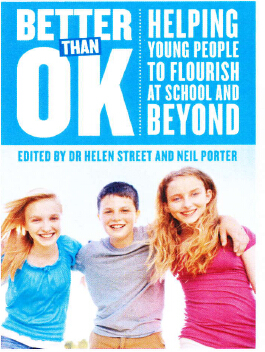 BETTER
THAN
OK
HELPING
YOUNG PEOPLE
TO FLOURISH
AT SCHOOL AND
BEYOND
EDITED BY DR HELEN STREET AND NEIL PORTER